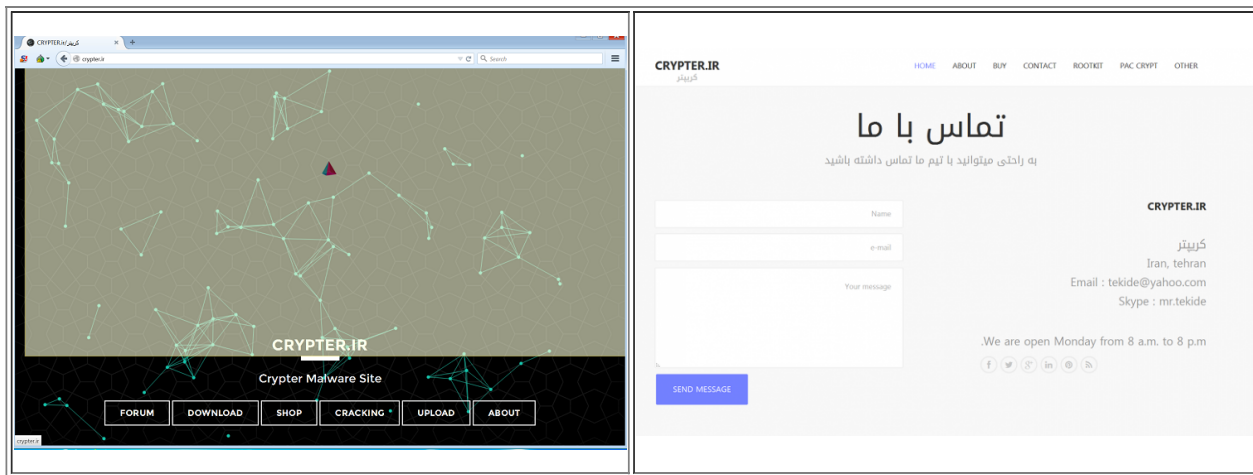 CRYPTER.ir/کریپتر
crypter.ir
Search
CRYPTER.IR
Crypter Malware Site
FORUM
DOWNLOAD
SHOP
CRACKING
UPLOAD
ABOUT
crypter.ir
CRYPTER.IR
کریپتر
HOME
ABOUT
BUY
CONTACT
ROOTKIT
PAC CRYPT
OTHER
تماس با ما
به راحتی میتوانید با تیم ما تماس داشته باشید
Name
e-mail
Your message
SEND MESSAGE
CRYPTER.IR
کریپتر
Iran, tehran
Email : tekide@yahoo.com
Skype : mr.tekide
.We are open Monday from 8 a.m. to 8 p.m